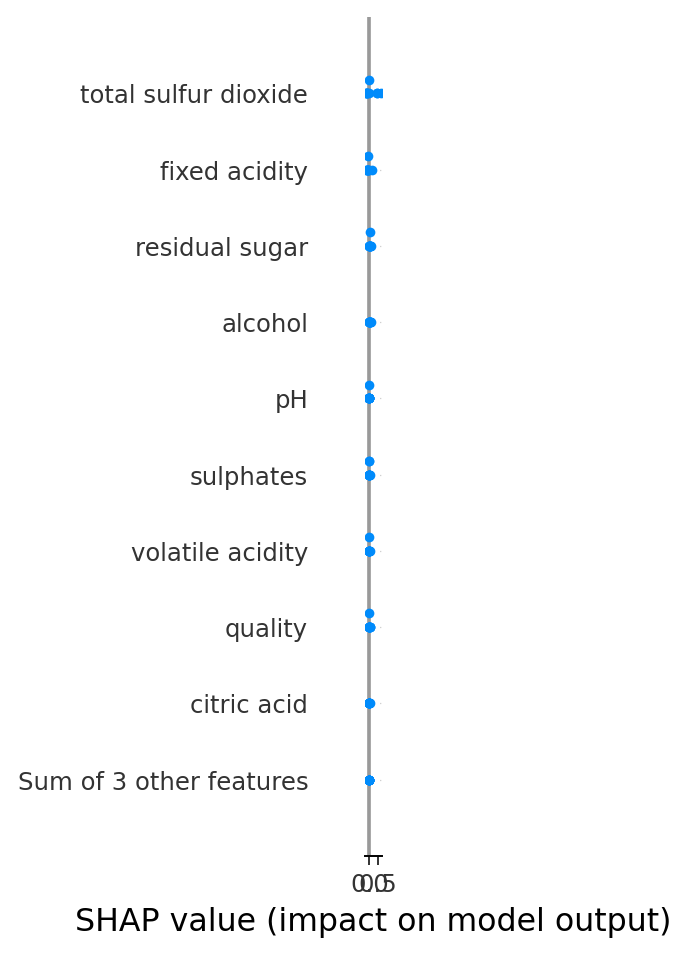 total sulfur dioxide
fixed acidity
residual sugar
alcohol
pH
sulphates
volatile acidity
quality
citric acid
Sum of 3 other features
0.0 0.5
SHAP value (impact on model output)